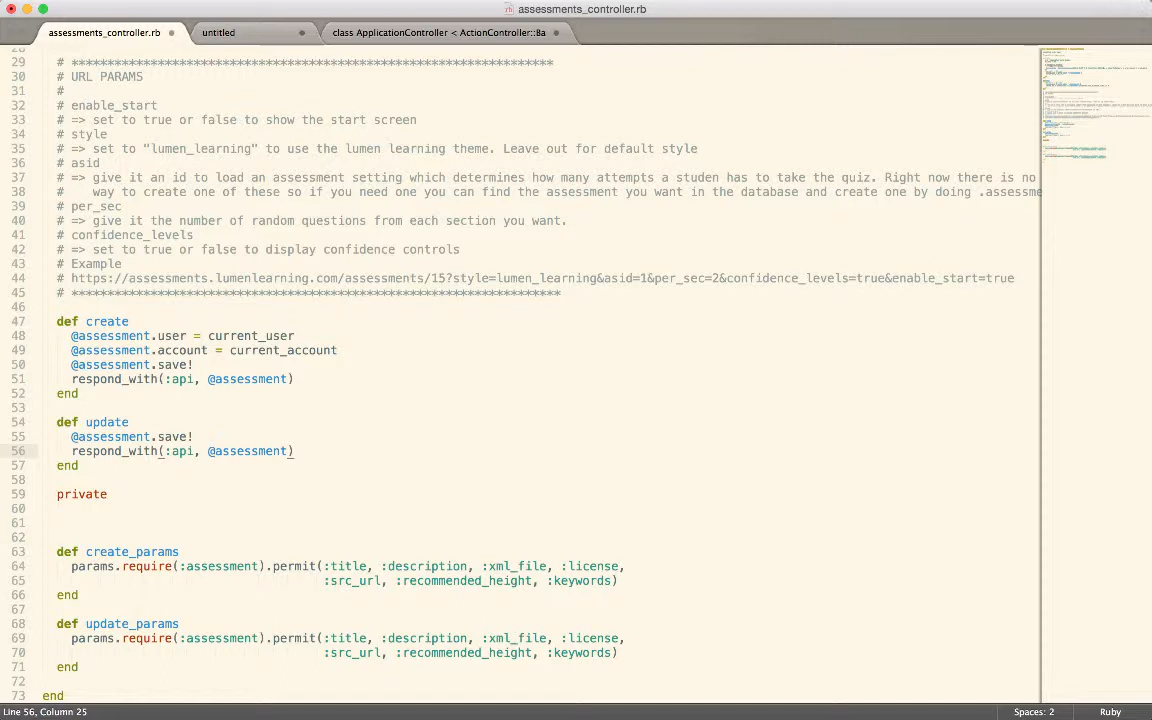 assessments_controller.rb
assessments_controller.rb
untitled
class ApplicationController < ActionController::Ba
28
29 # *******************************************************************
30 # URL PARAMS
31 #
32 # enable_start
33 # => set to true or false to show the start screen
34 # style
35 # => set to "lumen_learning" to use the lumen learning theme. Leave out for default style
36 # asid
37 # => give it an id to load an assessment setting which determines how many attempts a studen has to take the quiz. Right now there is no
38 #    way to create one of these so if you need one you can find the assessment you want in the database and create one by doing .assessme
39 # per_sec
40 # => give it the number of random questions from each section you want.
41 # confidence_levels
42 # => set to true or false to display confidence controls
43 # Example
44 # https://assessments.lumenlearning.com/assessments/15?style=lumen_learning&asid=1&per_sec=2&confidence_levels=true&enable_start=true
45 # ********************************************************************
46
47 def create
48   @assessment.user = current_user
49   @assessment.account = current_account
50   @assessment.save!
51   respond_with(:api, @assessment)
52 end
53
54 def update
55   @assessment.save!
56   respond_with(:api, @assessment)
57 end
58
59 private
60
61
62
63 def create_params
64   params.require(:assessment).permit(:title, :description, :xml_file, :license,
65                                      :src_url, :recommended_height, :keywords)
66 end
67
68 def update_params
69   params.require(:assessment).permit(:title, :description, :xml_file, :license,
70                                      :src_url, :recommended_height, :keywords)
71 end
72
73 end
Line 56, Column 25
Spaces: 2
Ruby